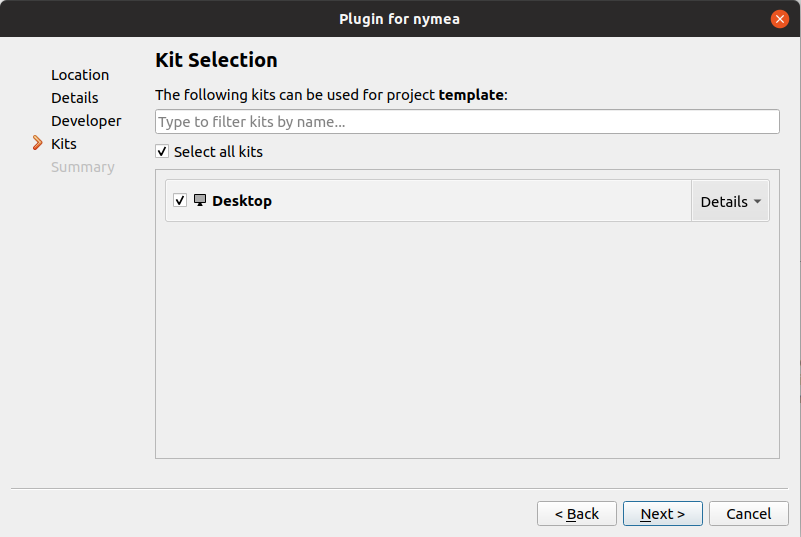 Plugin for nymea
Location
Details
Developer
Kits
Summary
Kit Selection
The following kits can be used for project template:
Type to filter kits by name...
Select all kits
Desktop
Details
< Back
Next >
Cancel